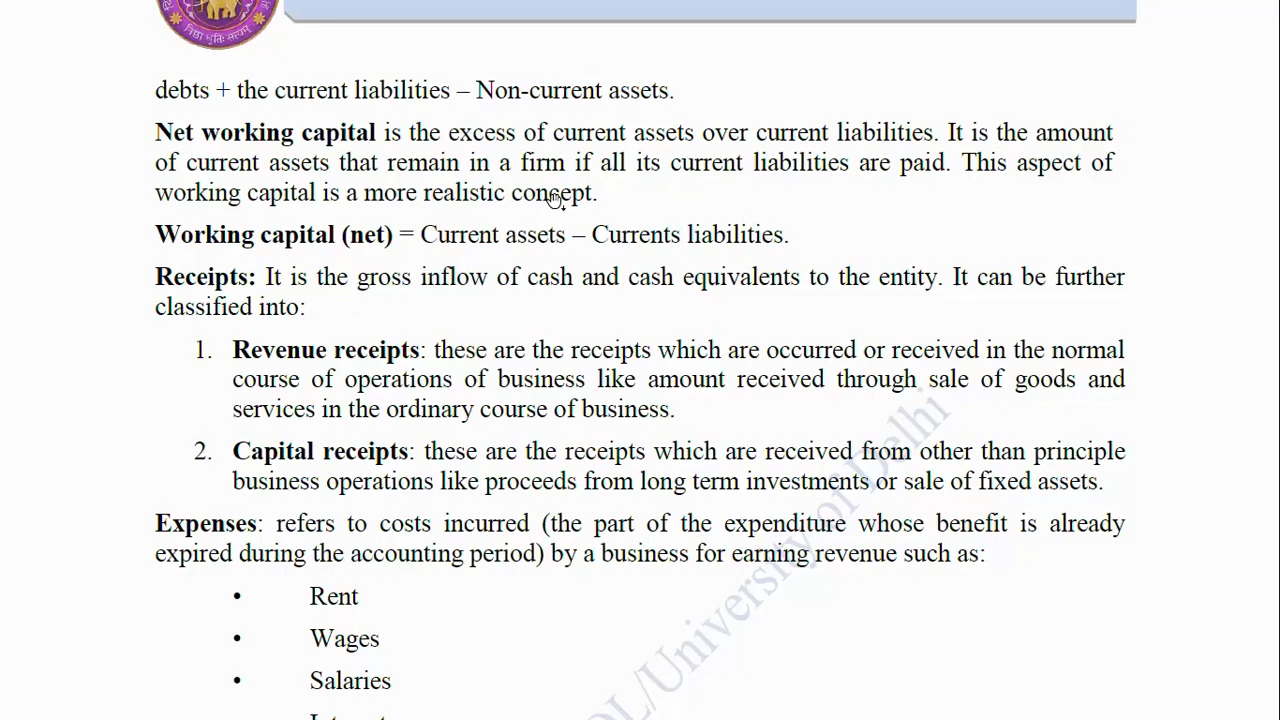 निष्ठा धृति सत्यम्
debts + the current liabilities – Non-current assets.
Net working capital is the excess of current assets over current liabilities. It is the amount
of current assets that remain in a firm if all its current liabilities are paid. This aspect of
working capital is a more realistic concept.
Working capital (net) = Current assets – Currents liabilities.
Receipts: It is the gross inflow of cash and cash equivalents to the entity. It can be further
classified into:
1. Revenue receipts: these are the receipts which are occurred or received in the normal
course of operations of business like amount received through sale of goods and
services in the ordinary course of business.
2. Capital receipts: these are the receipts which are received from other than principle
business operations like proceeds from long term investments or sale of fixed assets.
Expenses: refers to costs incurred (the part of the expenditure whose benefit is already
expired during the accounting period) by a business for earning revenue such as:
• Rent
• Wages
• Salaries
OL/University of Delhi